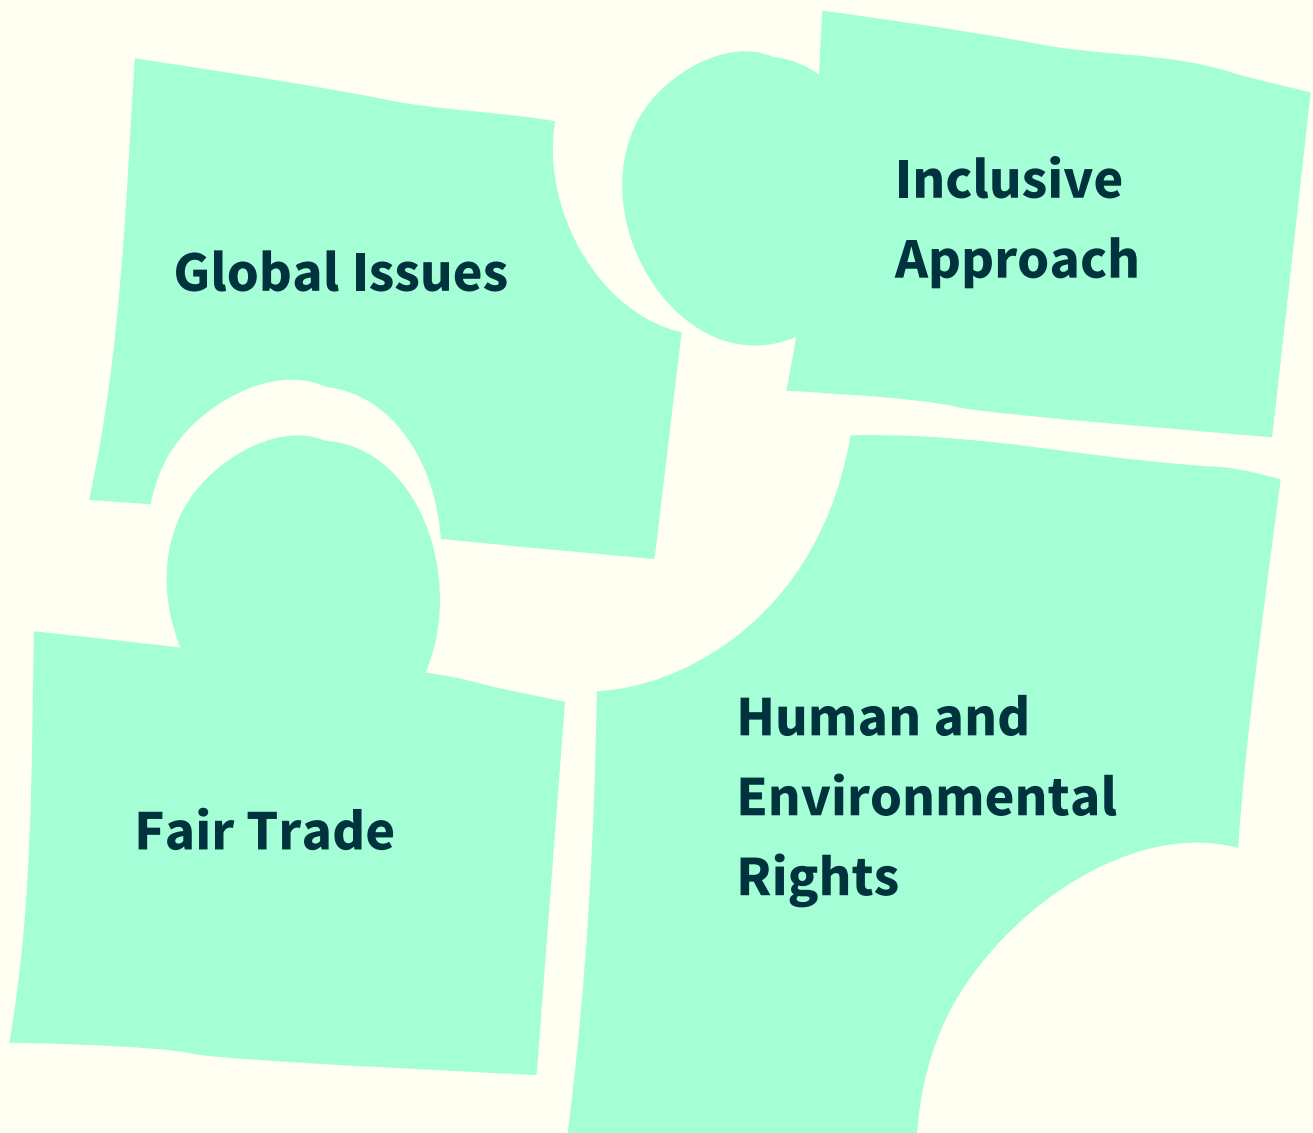 Global Issues
Inclusive
Approach
Fair Trade
Human and
Environmental
Rights